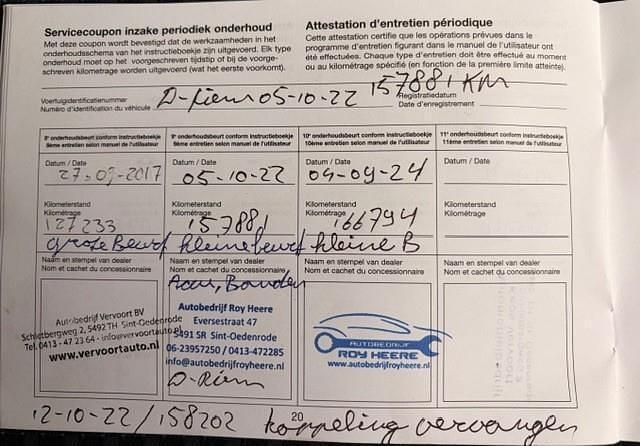 Servicecoupon inzake periodiek onderhoud
Met deze coupon wordt bevestigd dat de werkzaamheden in het
onderhoudsschema van het instructieboekje zijn uitgevoerd. Elk type
onderhoud moet op het voorgeschreven tijdstip of bij de voorge-
schreven kilometrage worden uitgevoerd (wat het eerste voorkomt).
Attestation d'entretien périodique
Cette attestation certifie que les opérations prévues dans le
programme d'entretien figurant dans le manuel de l'utilisateur ont
été effectuées. Chaque type d'entretien doit être effectué au moment
ou au kilométrage spécifié (en fonction de la première limite atteinte).
Voertuigidentificatienummer
Numéro d'identification du véhicule
D-Riem 05-10-22 157881 KM
Registratiedatum
Date d'enregistrement
8e onderhoudsbeurt conform instructieboekje
8ème entretien selon manuel de l'utilisateur
9e onderhoudsbeurt conform instructieboekje
9ème entretien selon manuel de l'utilisateur
10e onderhoudsbeurt conform instructieboekje
10ème entretien selon manuel de l'utilisateur
11e onderhoudsbeurt conform instructieboekje
11ème entretien selon manuel de l'utilisateur
Datum / Date
27-09-2017
Datum / Date
05-10-22
Datum / Date
04-09-24
Datum / Date
Kilometerstand
Kilométrage
127233
Kilometerstand
Kilométrage
157881
Kilometerstand
Kilométrage
166794
Kilometerstand
Kilométrage
grote Beurt kleine beurt kleine B
Naam en stempel van dealer
Nom et cachet du concessionnaire
Naam en stempel van dealer
Nom et cachet du concessionnaire
Naam en stempel van dealer
Nom et cachet du concessionnaire
Naam en stempel van dealer
Nom et cachet du concessionnaire
Accu, Banden
Autobedrijf Vervoort BV
Schietbergweg 2, 5492 TH Sint-Oedenrode
Tel. 0413 - 47 23 64 - info@vervoortauto.nl
www.vervoortauto.nl
Autobedrijf Roy Heere
Eversestraat 47
5491 SR Sint-Oedenrode
06-23957250 / 0413-472285
info@autobedrijfroyheere.nl
D-Riem
AUTOBEDRIJF
ROY HEERE
www.autobedrijfroyheere.nl
12-10-22 / 158202 koppeling vervangen
20